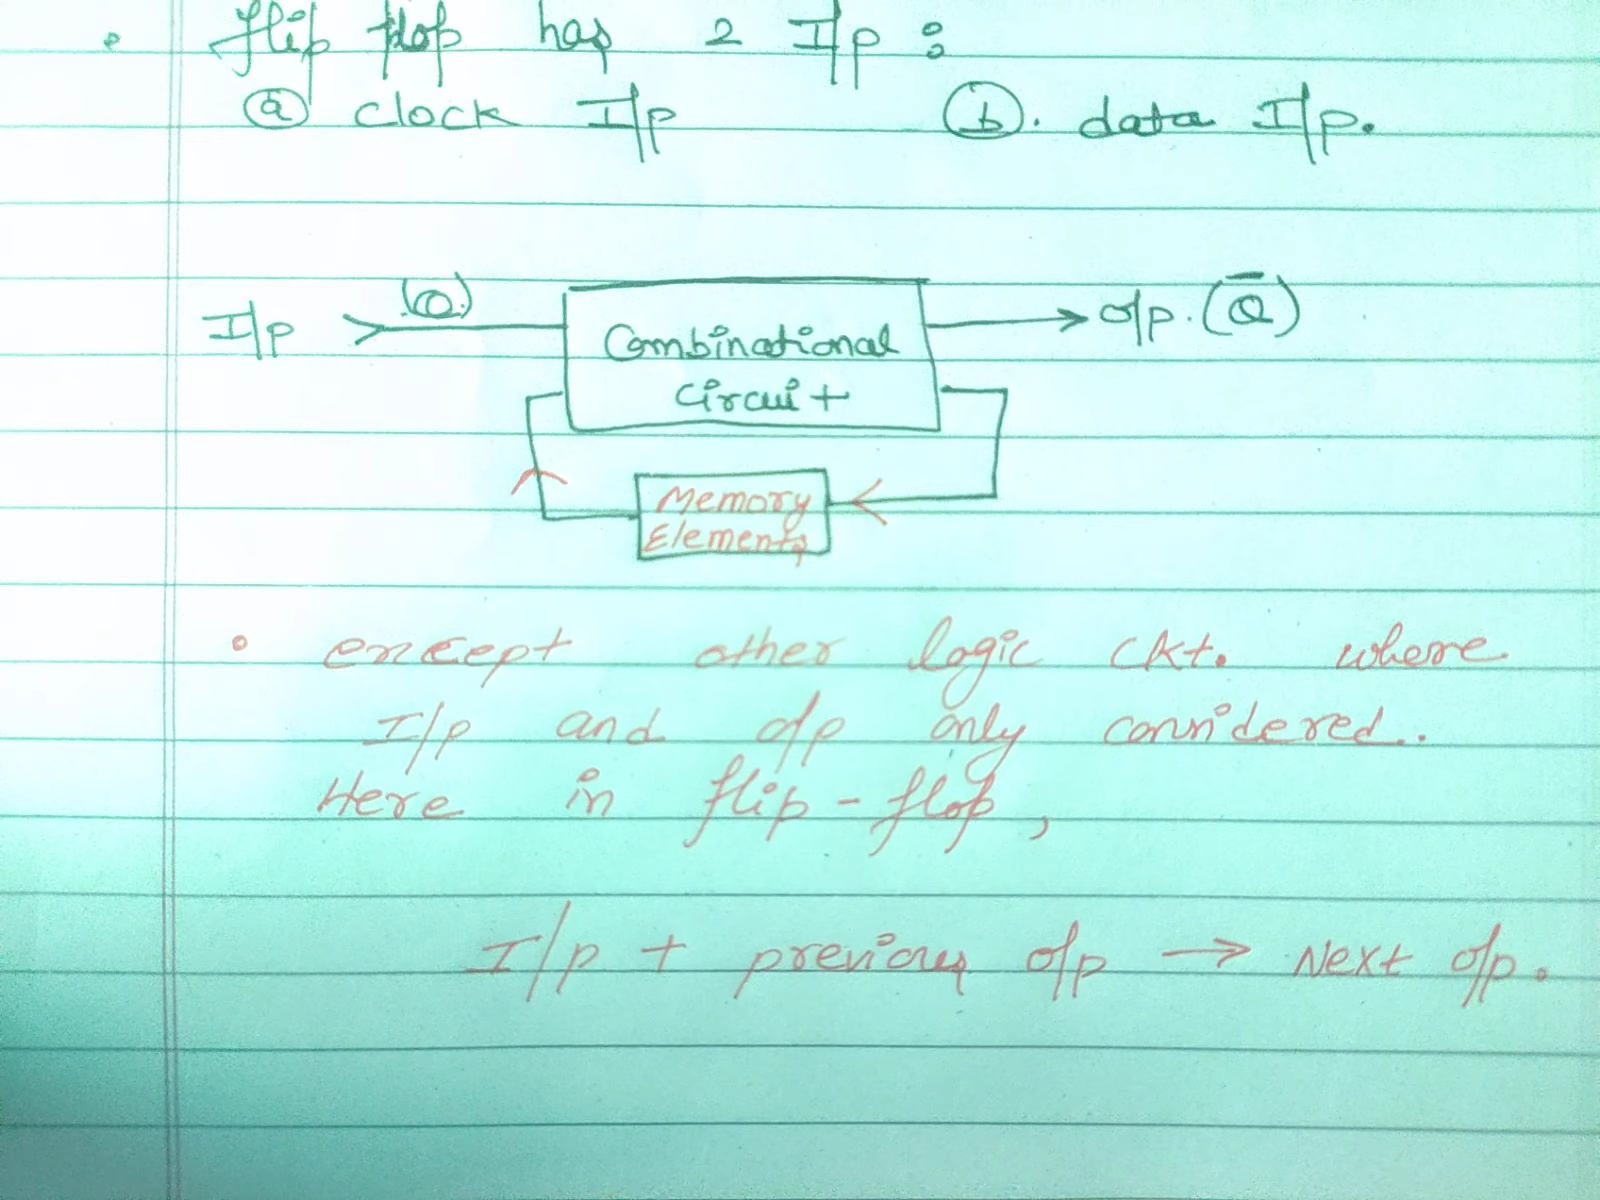 • flip flop has 2 I/p :
ⓐ clock I/p ⓑ. data I/p.
I/p (Q) Combinational Circuit o/p. (Q̅)
Memory
Elements
• except other logic ckt. where
I/p and o/p only considered..
Here in flip-flop,
I/p + previous o/p → Next o/p.